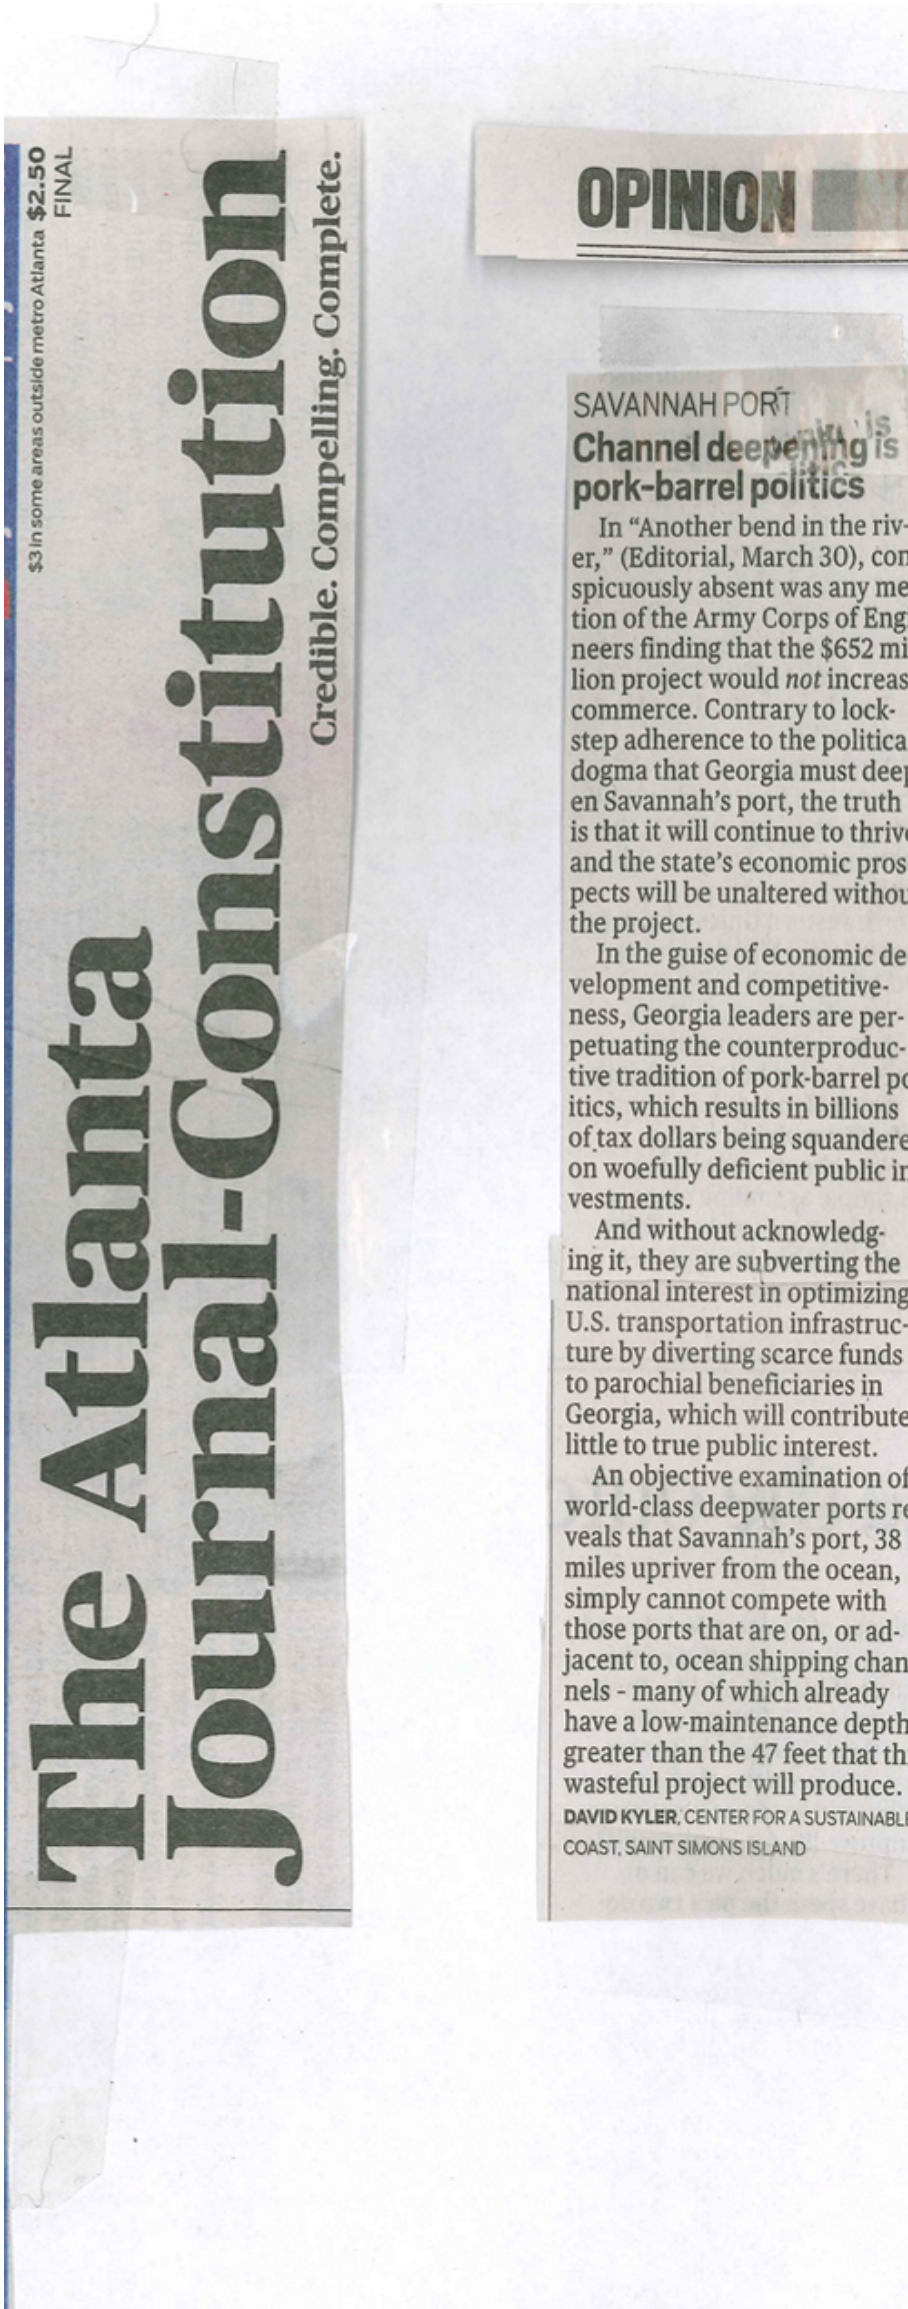 $3 in some areas outside metro Atlanta $2.50
FINAL
The Atlanta
Journal-Constitution
Credible. Compelling. Complete.
OPINION
SAVANNAH PORT
Channel deepening is
pork-barrel politics
In “Another bend in the riv-
er,” (Editorial, March 30), con
spicuously absent was any me
tion of the Army Corps of Eng
neers finding that the $652 mi
lion project would not increas
commerce. Contrary to lock-
step adherence to the politica
dogma that Georgia must deep
en Savannah’s port, the truth
is that it will continue to thrive
and the state’s economic pros
pects will be unaltered withou
the project.
In the guise of economic de
velopment and competitive-
ness, Georgia leaders are per-
petuating the counterproduc-
tive tradition of pork-barrel po
itics, which results in billions
of tax dollars being squandere
on woefully deficient public in
vestments.
And without acknowledg-
ing it, they are subverting the
national interest in optimizing
U.S. transportation infrastruc-
ture by diverting scarce funds
to parochial beneficiaries in
Georgia, which will contribute
little to true public interest.
An objective examination of
world-class deepwater ports re
veals that Savannah’s port, 38
miles upriver from the ocean,
simply cannot compete with
those ports that are on, or ad-
jacent to, ocean shipping chan
nels - many of which already
have a low-maintenance depth
greater than the 47 feet that thi
wasteful project will produce.
DAVID KYLER, CENTER FOR A SUSTAINABLE
COAST, SAINT SIMONS ISLAND